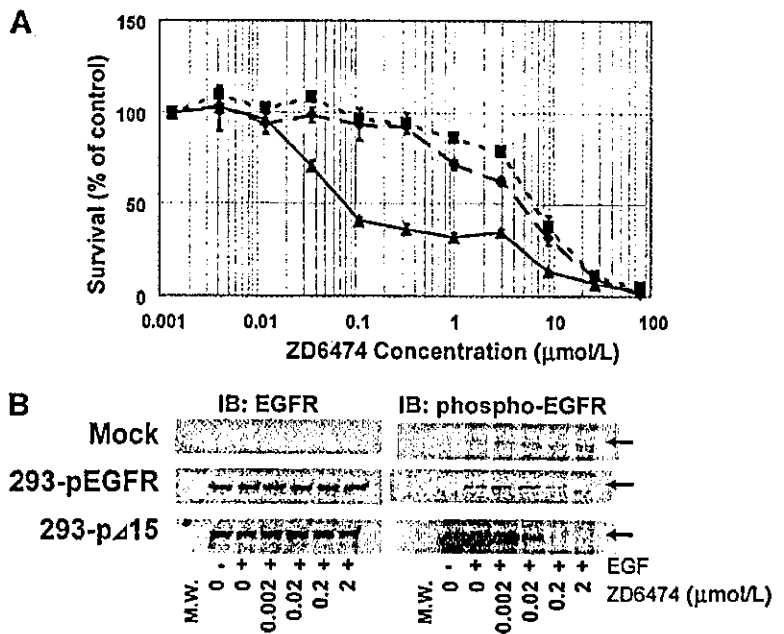 A
150
100
50
0
Survival (% of control)
0.001 0.01 0.1 1 10 100
ZD6474 Concentration (μmol/L)
B
IB: EGFR IB: phospho-EGFR
Mock
293-pEGFR
293-p⊿15
- + + + + + - + + + + + EGF
M.W. 0 0 0.002 0.02 0.2 2 M.W. 0 0 0.002 0.02 0.2 2 ZD6474 (μmol/L)